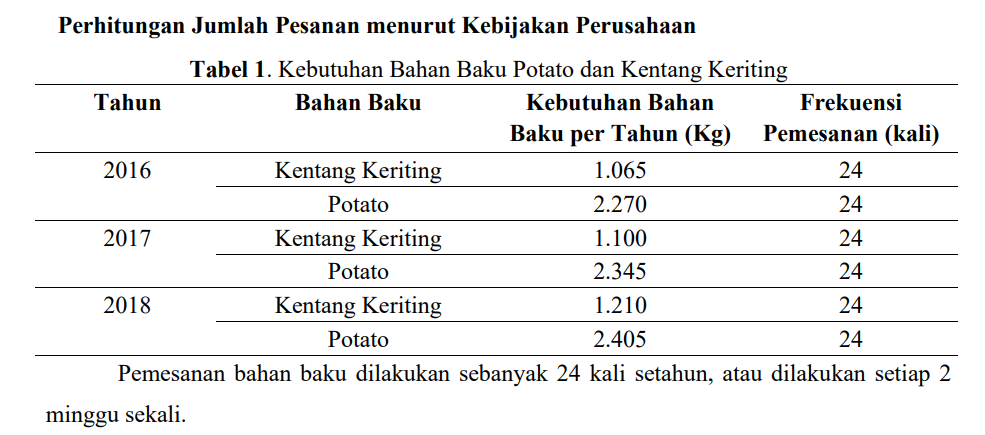 Perhitungan Jumlah Pesanan menurut Kebijakan Perusahaan
Tabel 1. Kebutuhan Bahan Baku Potato dan Kentang Keriting
Tahun Bahan Baku Kebutuhan Bahan Baku per Tahun (Kg) Frekuensi Pemesanan (kali)
2016 Kentang Keriting 1.065 24
Potato 2.270 24
2017 Kentang Keriting 1.100 24
Potato 2.345 24
2018 Kentang Keriting 1.210 24
Potato 2.405 24
Pemesanan bahan baku dilakukan sebanyak 24 kali setahun, atau dilakukan setiap 2
minggu sekali.